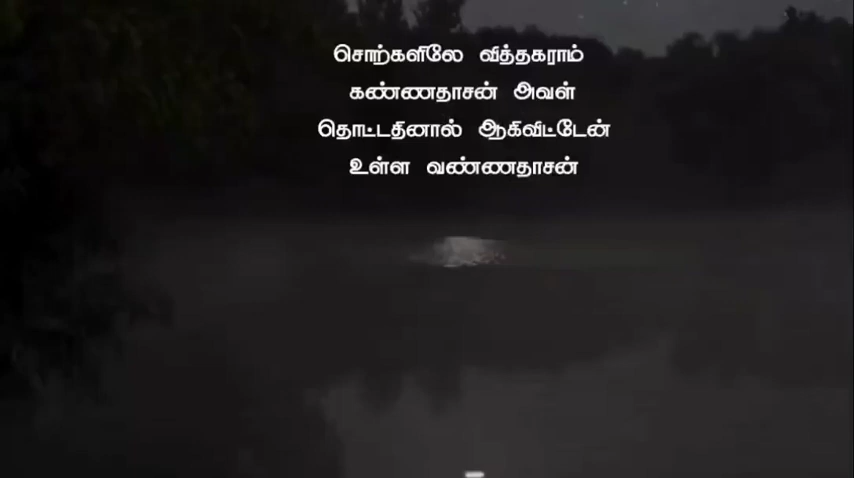 சொற்களிலே வித்தகராம்
கண்ணதாசன் அவள்
தொட்டதினால் ஆகிவிட்டேன்
உள்ள வண்ணதாசன்